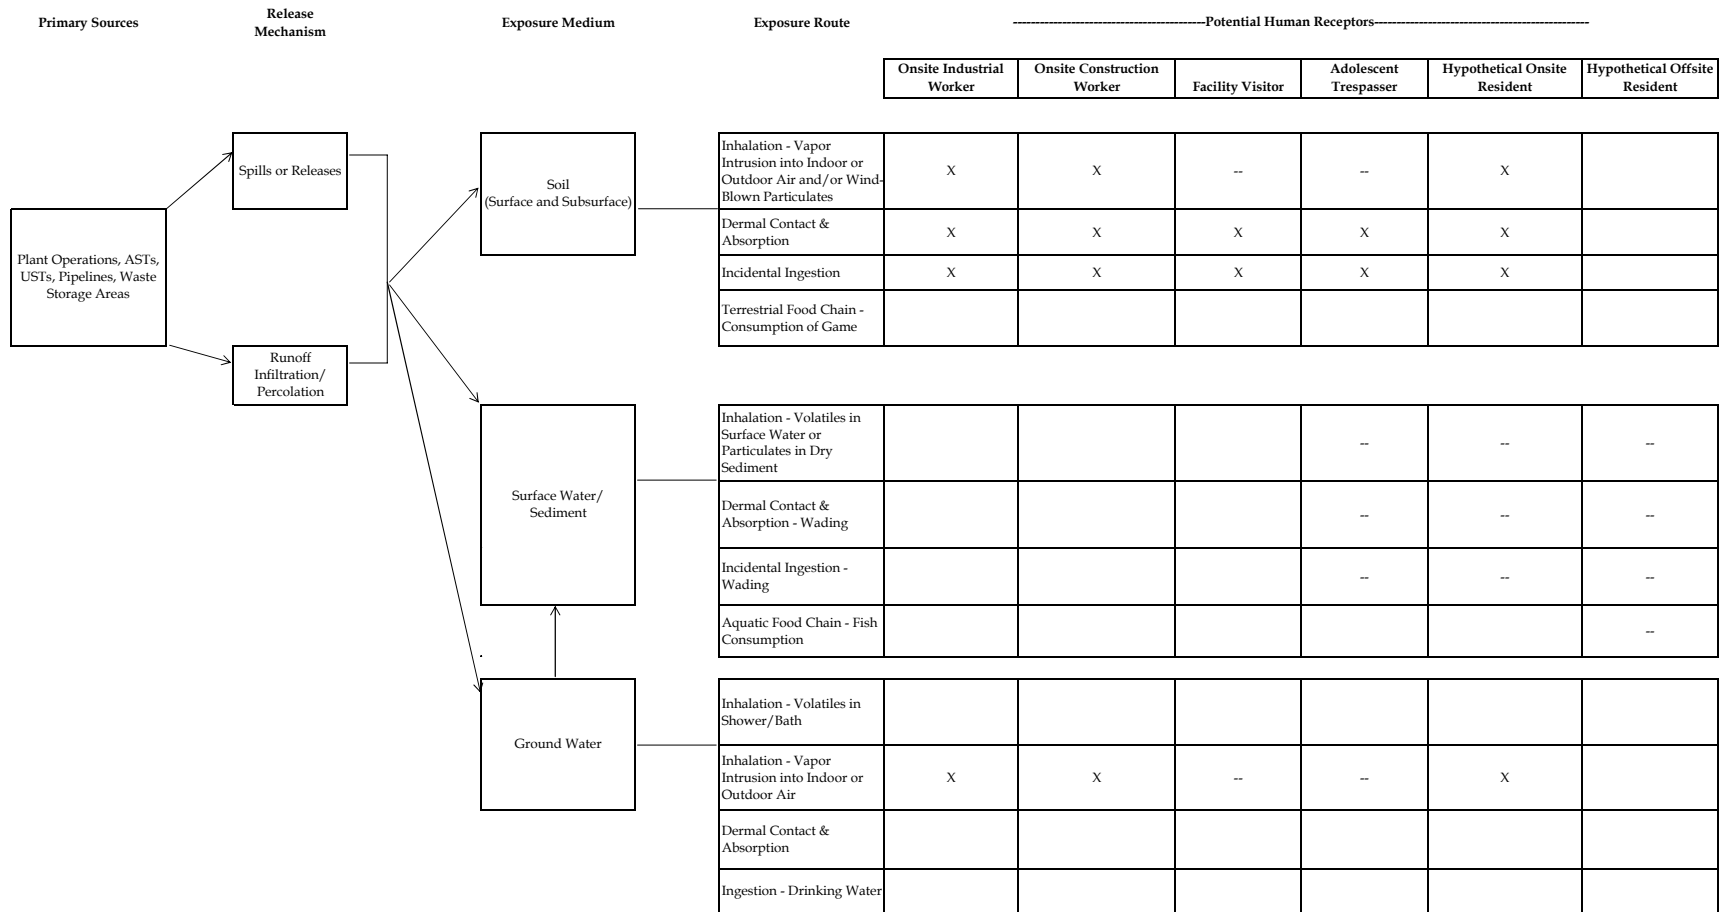 Primary Sources
Release
Mechanism
Exposure Medium
Exposure Route
-------------------------------------------Potential Human Receptors------------------------------------------------
Onsite Industrial
Worker
Onsite Construction
Worker
Facility Visitor
Adolescent
Trespasser
Hypothetical Onsite
Resident
Hypothetical Offsite
Resident
Plant Operations, ASTs,
USTs, Pipelines, Waste
Storage Areas
Spills or Releases
Runoff
Infiltration/
Percolation
Soil
(Surface and Subsurface)
Inhalation - Vapor
Intrusion into Indoor or
Outdoor Air and/or Wind-
Blown Particulates
X X -- -- X
Dermal Contact &
Absorption
X X X X X
Incidental Ingestion X X X X X
Terrestrial Food Chain -
Consumption of Game
Surface Water/
Sediment
Inhalation - Volatiles in
Surface Water or
Particulates in Dry
Sediment
-- -- --
Dermal Contact &
Absorption - Wading
-- -- --
Incidental Ingestion -
Wading
-- -- --
Aquatic Food Chain - Fish
Consumption
--
Ground Water
Inhalation - Volatiles in
Shower/Bath
Inhalation - Vapor
Intrusion into Indoor or
Outdoor Air
X X -- -- X
Dermal Contact &
Absorption
Ingestion - Drinking Water